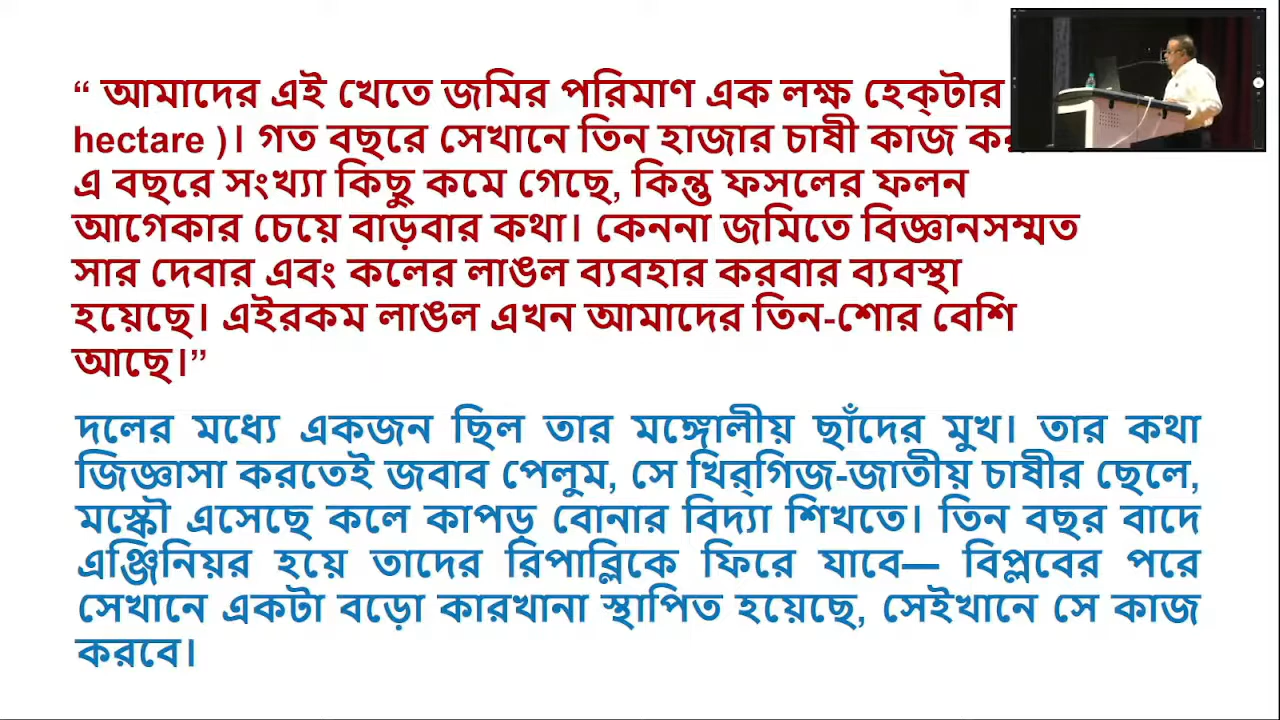 “ আমাদের এই খেতে জমির পরিমাণ এক লক্ষ হেক্‌টার
hectare )। গত বছরে সেখানে তিন হাজার চাষী কাজ
এ বছরে সংখ্যা কিছু কমে গেছে, কিন্তু ফসলের ফলন
আগেকার চেয়ে বাড়বার কথা। কেননা জমিতে বিজ্ঞানসম্মত
সার দেবার এবং কলের লাঙল ব্যবহার করবার ব্যবস্থা
হয়েছে। এইরকম লাঙল এখন আমাদের তিন-শোর বেশি
আছে।”
দলের মধ্যে একজন ছিল তার মঙ্গোলীয় ছাঁদের মুখ। তার কথা
জিজ্ঞাসা করতেই জবাব পেলুম, সে খির্‌গিজ-জাতীয় চাষীর ছেলে,
মস্কৌ এসেছে কলে কাপড় বোনার বিদ্যা শিখতে। তিন বছর বাদে
এঞ্জিনিয়র হয়ে তাদের রিপাব্লিকে ফিরে যাবে— বিপ্লবের পরে
সেখানে একটা বড়ো কারখানা স্থাপিত হয়েছে, সেইখানে সে কাজ
করবে।